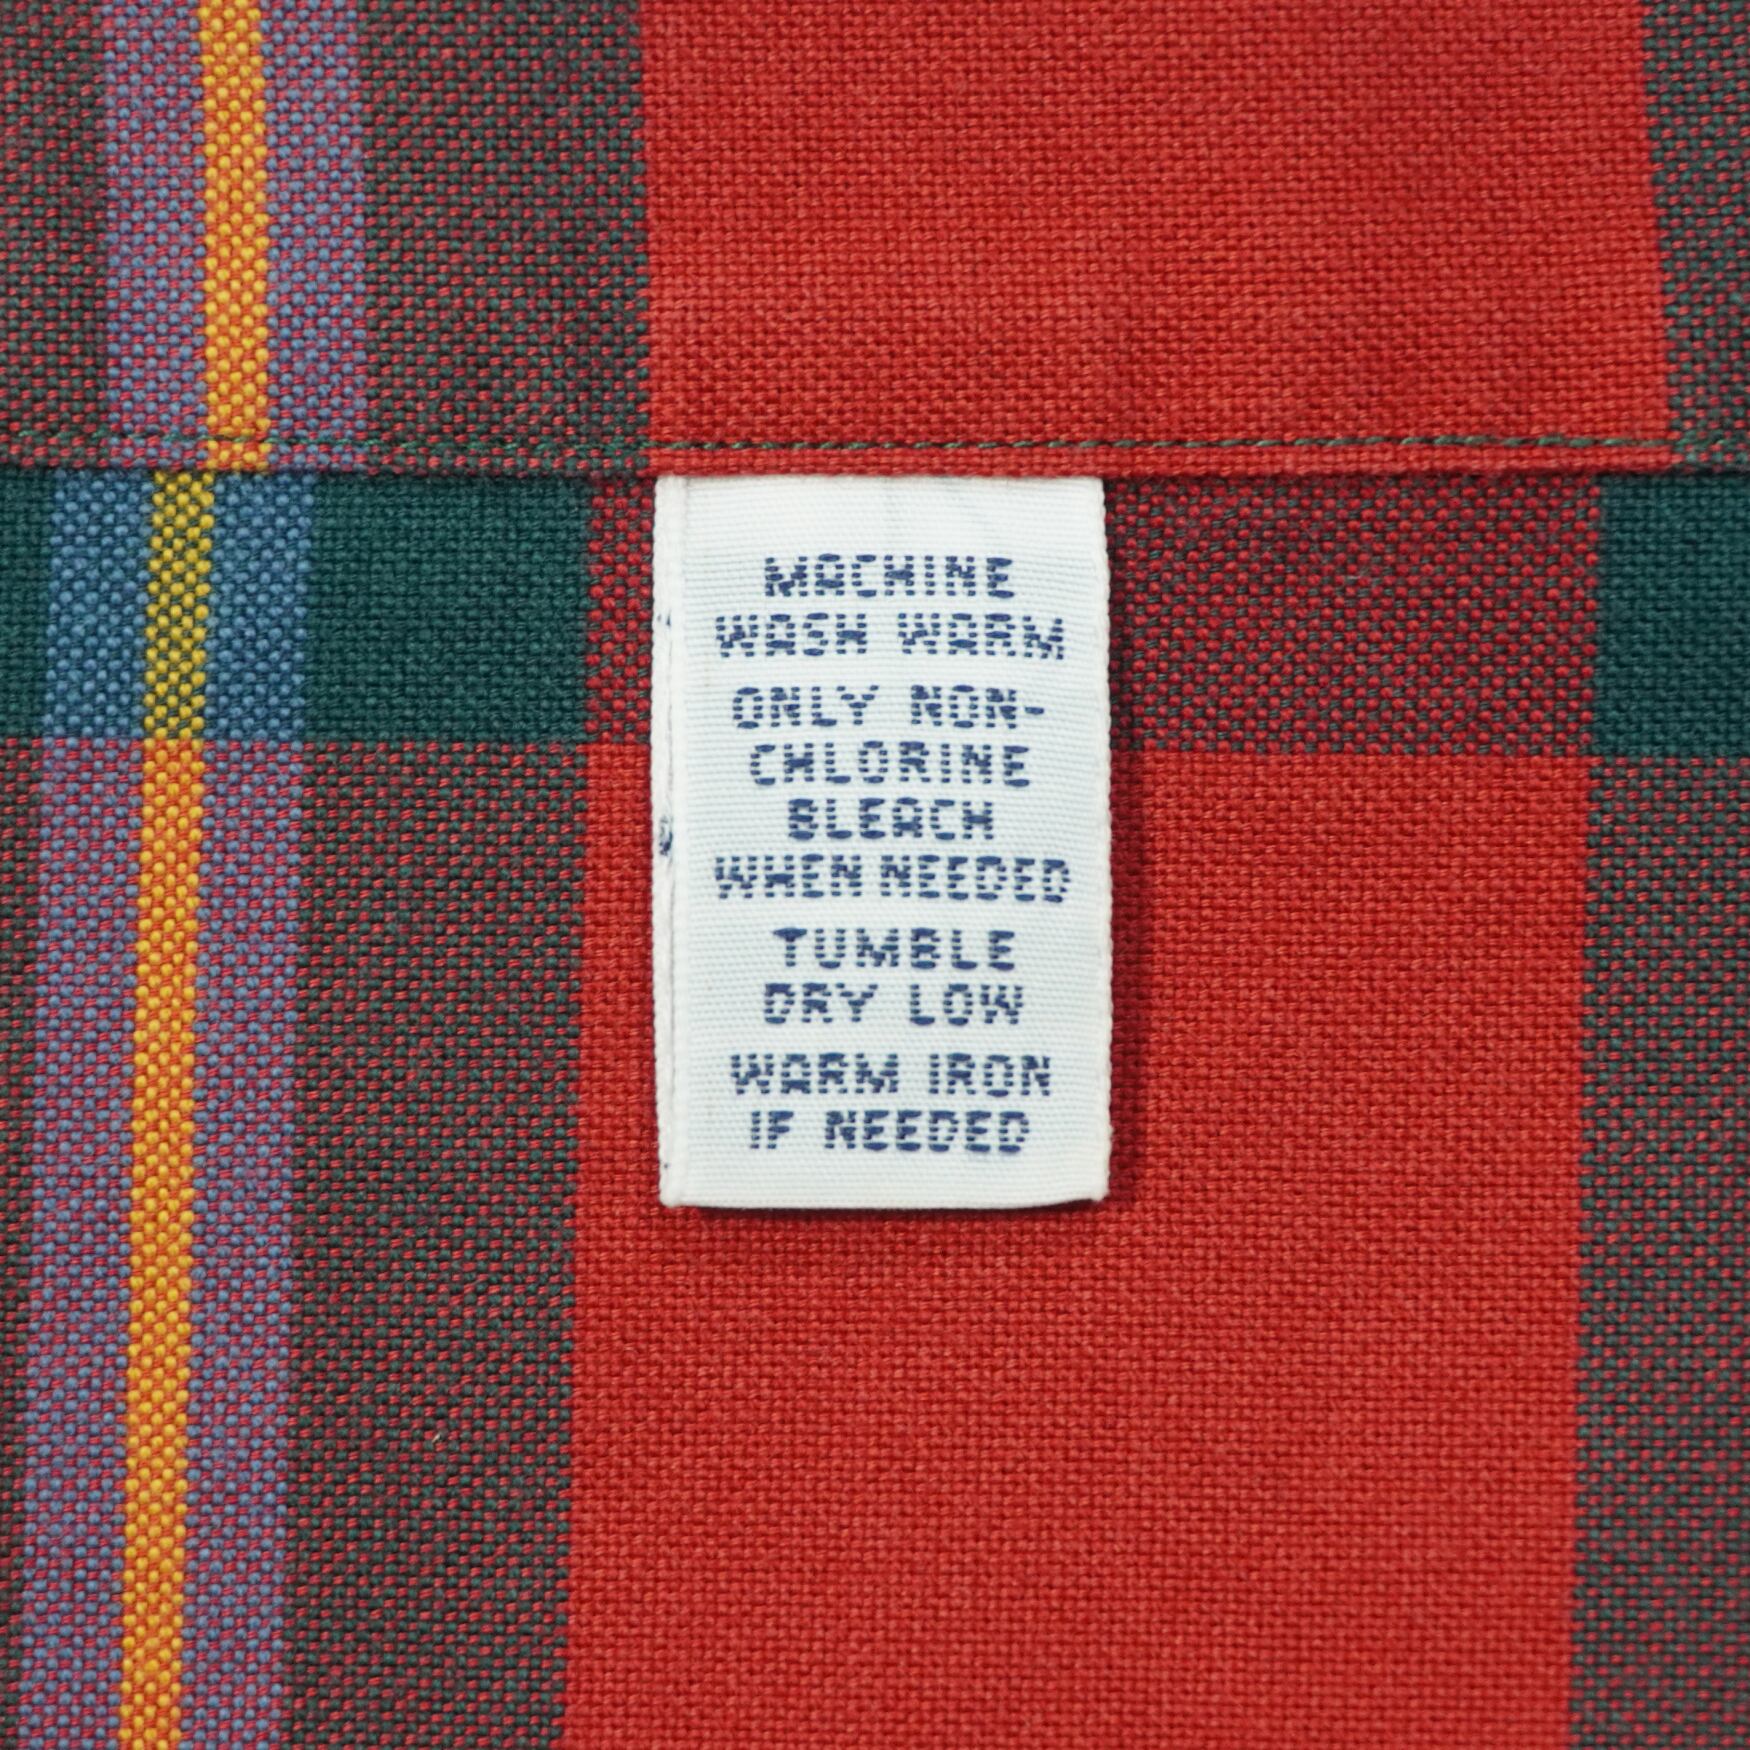 MACHINE
WASH WARM
ONLY NON-
CHLORINE
BLEACH
WHEN NEEDED
TUMBLE
DRY LOW
WARM IRON
IF NEEDED